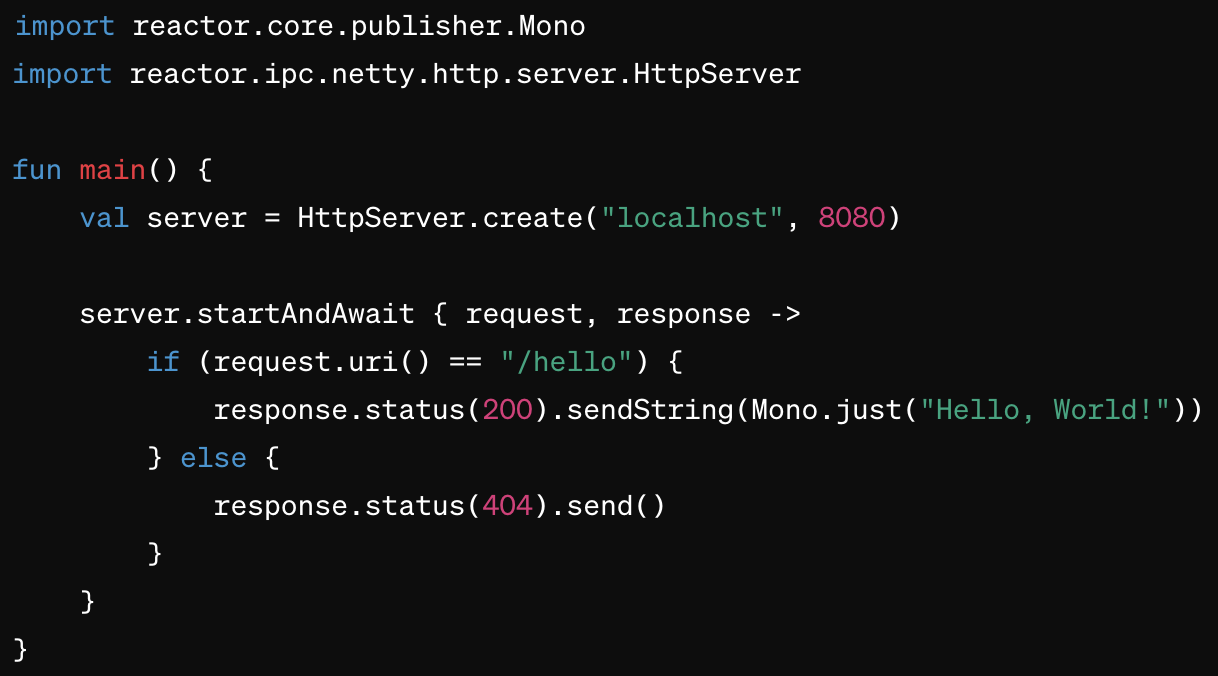 import reactor.core.publisher.Mono
import reactor.ipc.netty.http.server.HttpServer

fun main() {
    val server = HttpServer.create("localhost", 8080)

    server.startAndAwait { request, response ->
        if (request.uri() == "/hello") {
            response.status(200).sendString(Mono.just("Hello, World!"))
        } else {
            response.status(404).send()
        }
    }
}